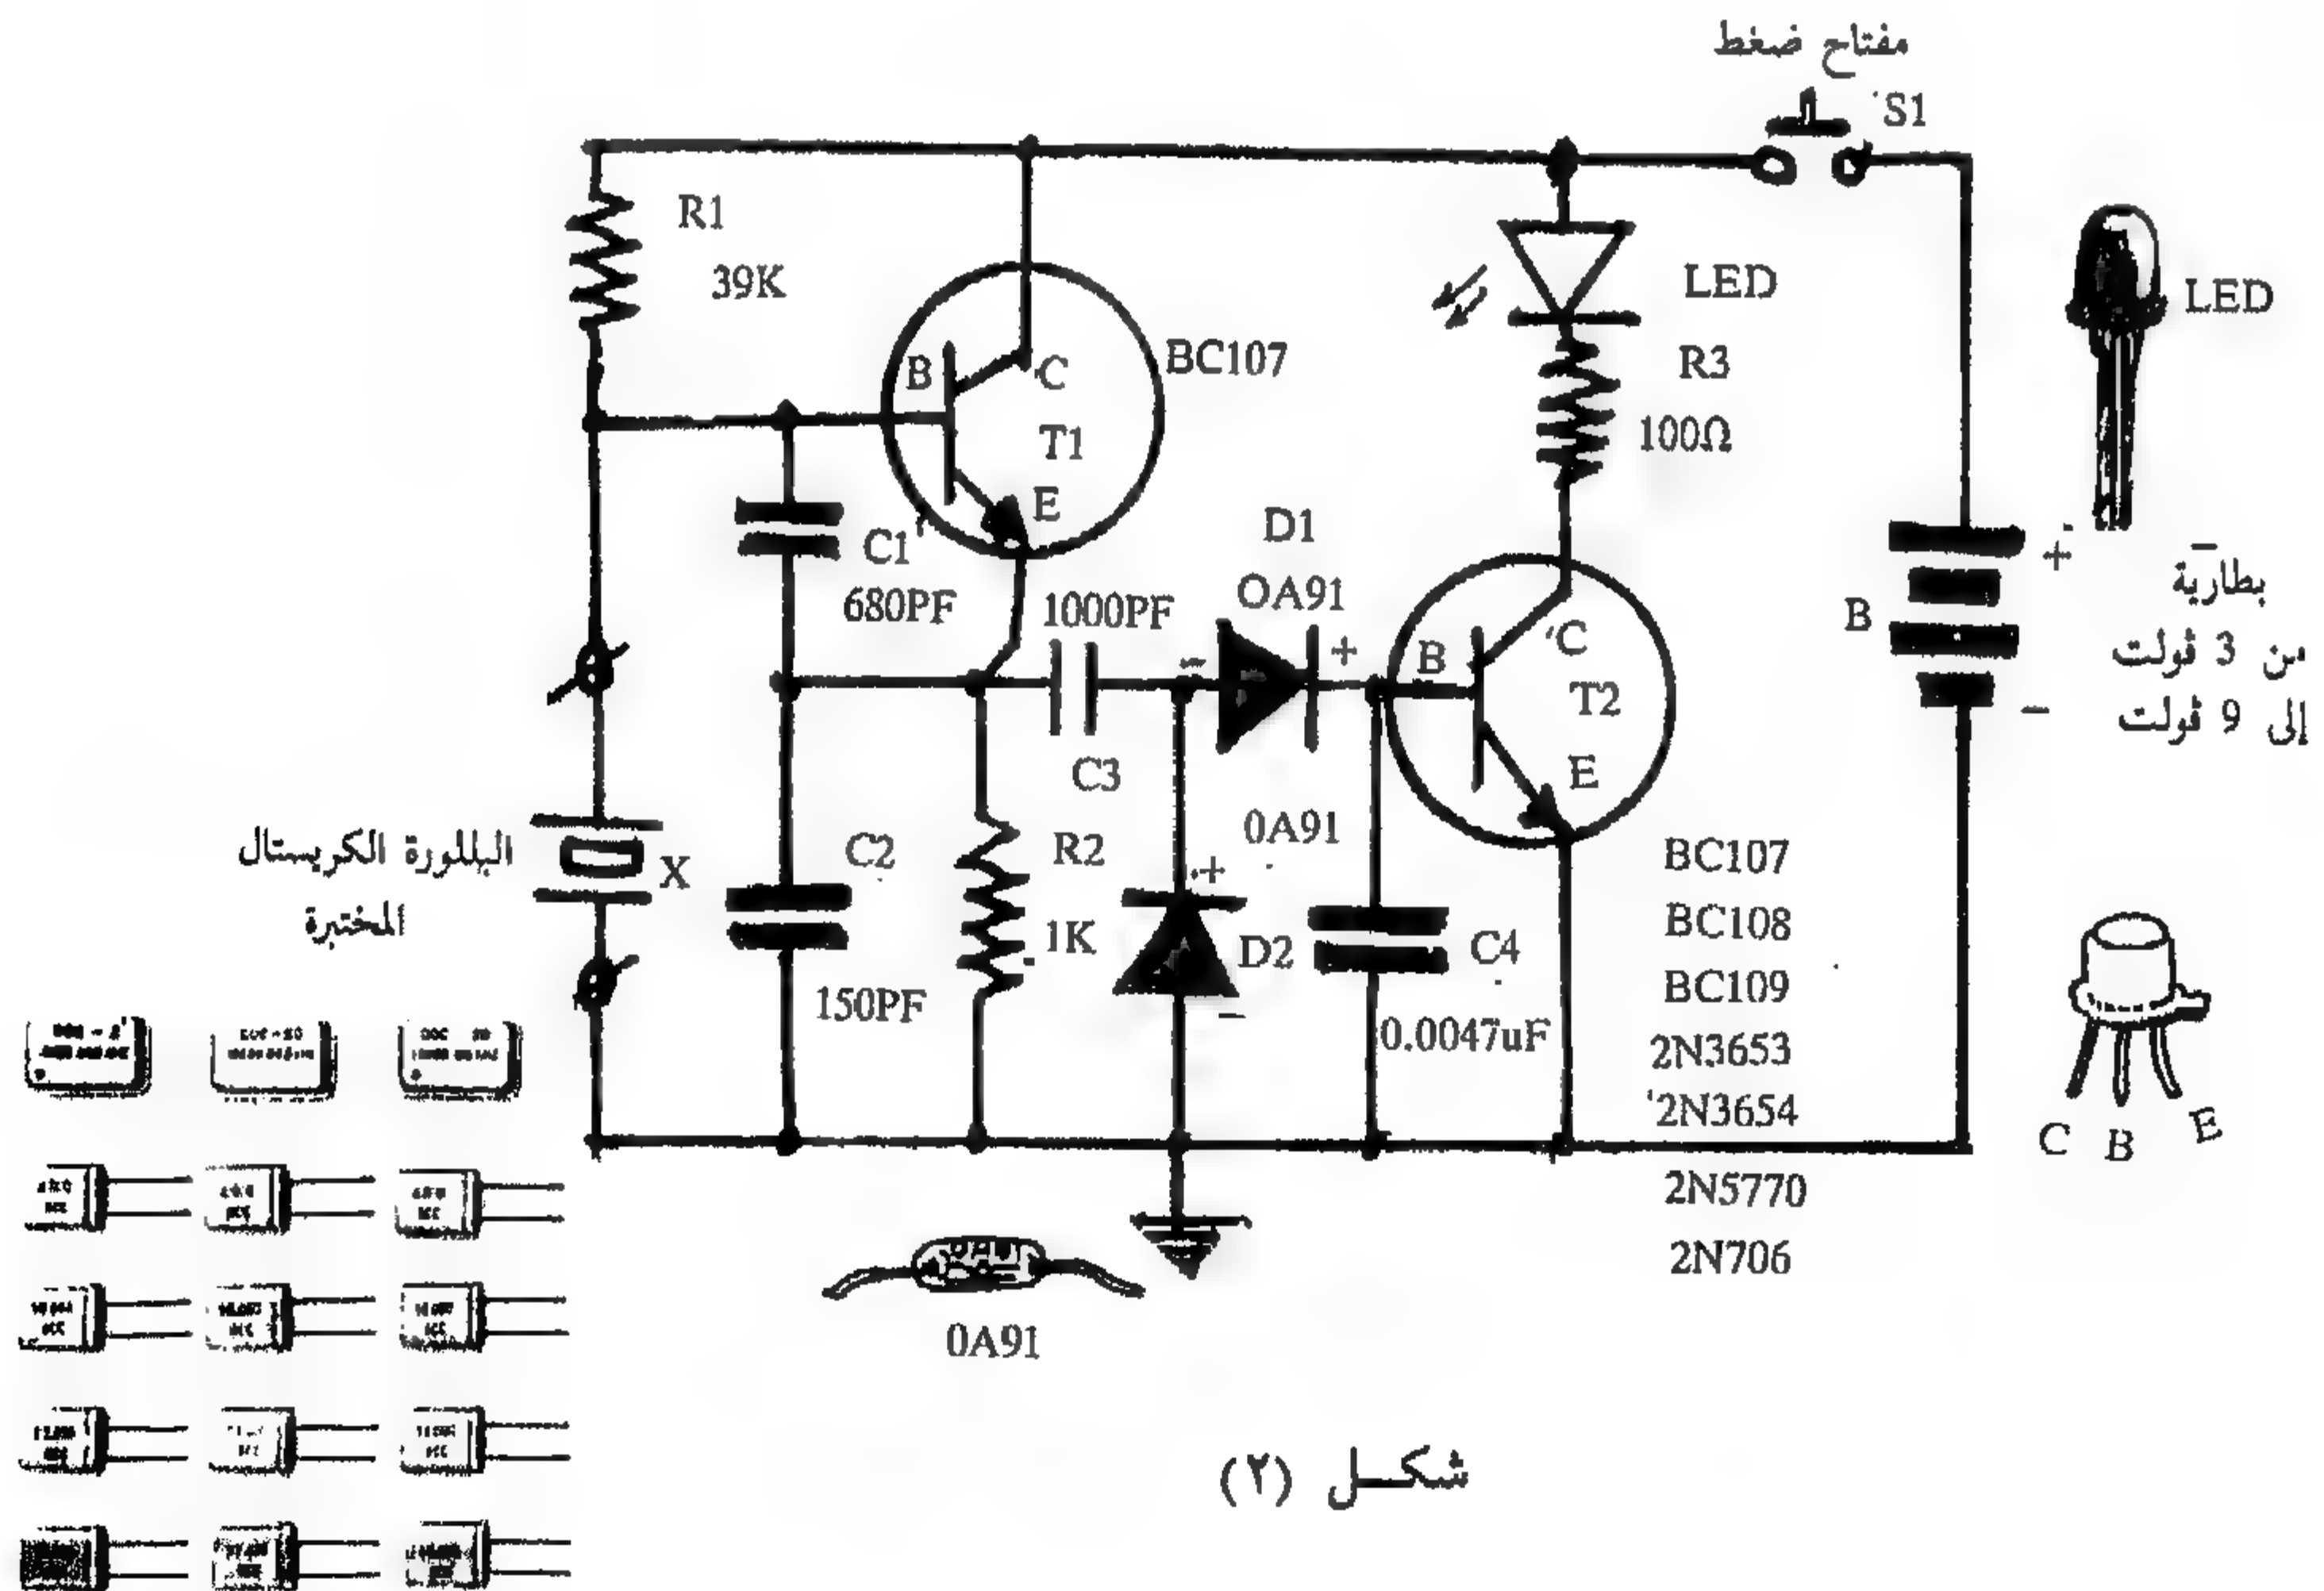 مفتاح ضغط
S1
R1
39K
B
C
T1
E
BC107
LED
R3
100Ω
LED
C1
680PF
1000PF
C3
D1
OA91
-
+
B
C
T2
E
B
+
-
بطارية
من 3 ڤولت
إلى 9 ڤولت
-
البللورة الكريستال
المختبرة
X
C2
150PF
R2
1K
0A91
+
D2
-
C4
0.0047uF
BC107
BC108
BC109
2N3653
2N3654
2N5770
2N706
C B E
0A91
شكل (٢)